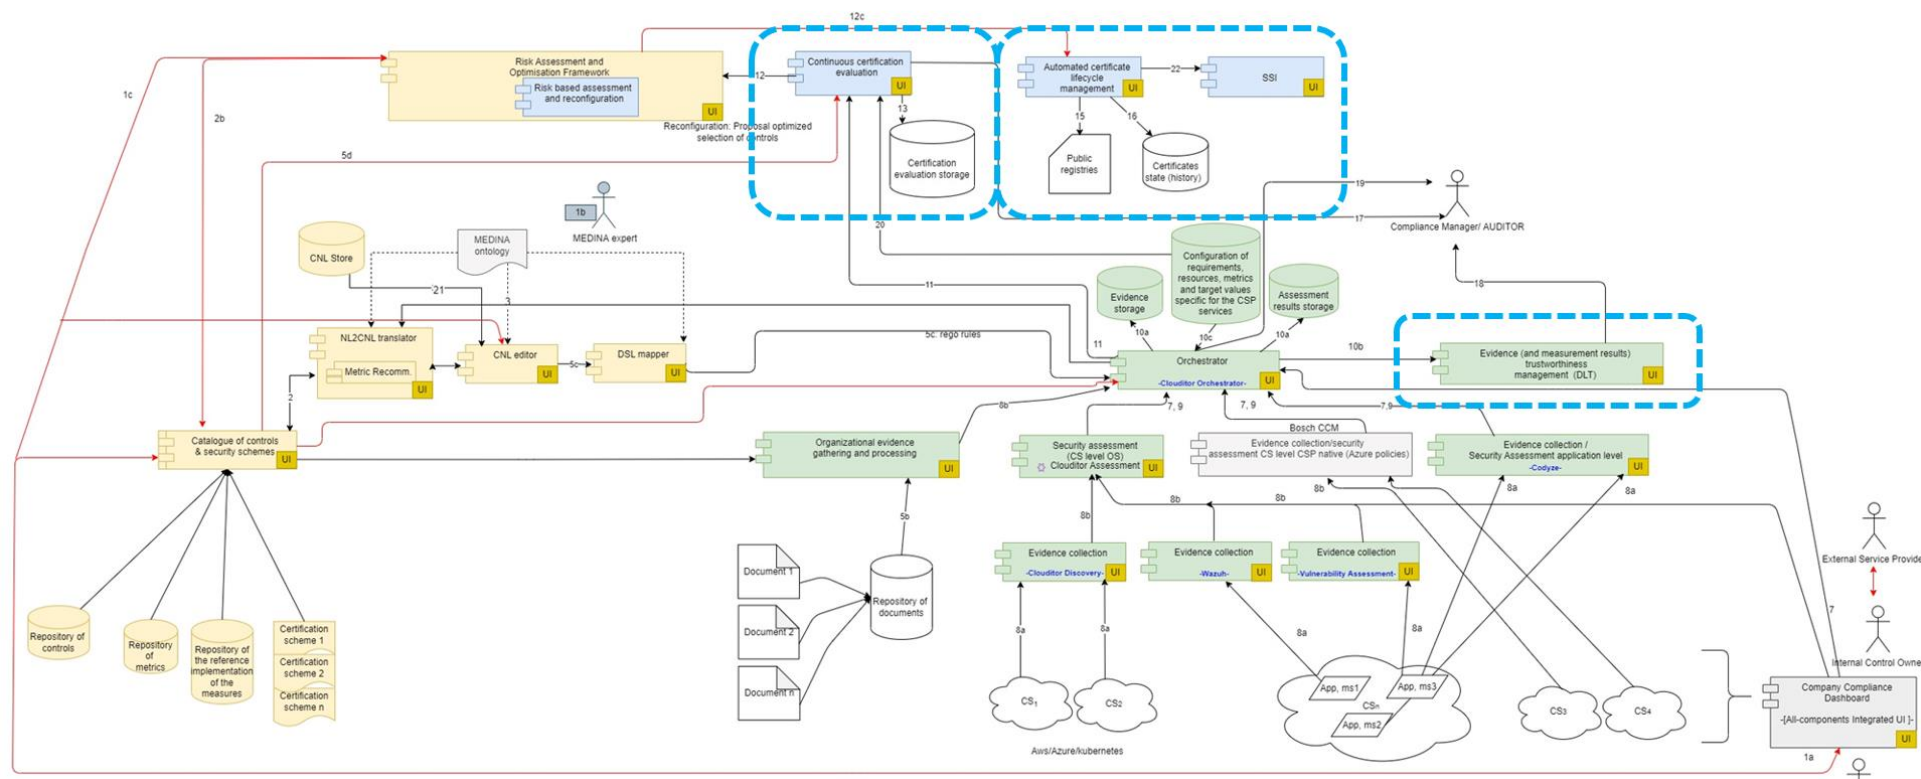 12c
Risk Assessment and
Optimisation Framework
Risk based assessment
and reconfiguration
UI
12
Continuous certification
evaluation
UI
13
Certification
evaluation storage
Automated certificate
lifecycle
management
UI
22
SSI
UI
15
16
Public
registries
Certificates
state (history)
1c
2b
Reconfiguration: Proposal optimized
selection of controls
5d
1b
MEDINA expert
19
17
20
Compliance Manager/ AUDITOR
CNL Store
MEDINA
ontology
21
3
11
Configuration of
requirements,
resources, metrics
and target values
specific for the CSP
services
Evidence
storage
Assessment
results storage
18
10a
10c
10a
NL2CNL translator
Metric Recomm.
UI
CNL editor
UI
5c
DSL mapper
UI
5c. rego rules
11
Orchestrator
-Clouditor Orchestrator-
UI
10b
Evidence (and measurement results)
trustworthiness
management (DLT)
UI
2
8b
7, 9
7, 9
7,9
Catalogue of controls
& security schemes
UI
Organizational evidence
gathering and processing
UI
Security assessment
(CS level OS)
Clouditor Assessment
UI
Bosch CCM
Evidence collection/security
assessment CS level CSP native (Azure policies)
Evidence collection /
Security Assessment application level
-Codyze-
UI
5b
8b
8b
8b
8b
8a
8a
Evidence collection
-Clouditor Discovery-
UI
Evidence collection
-Wazuh-
UI
Evidence collection
-Vulnerability Assessment-
UI
External Service Provide
Document 1
Document 2
Document n
Repository of
documents
8a
8a
8a
8a
7
Internal Control Owne
Repository of
controls
Repository
of
metrics
Repository of
the reference
implementation
of the
measures
Certification
scheme 1
Certification
scheme 2
Certification
scheme n
CS1
CS2
App, ms1
App, ms3
CSn
App, ms2
CS3
CS4
Company Compliance
Dashboard
-[All-components Integrated UI ]-
UI
Aws/Azure/kubernetes
1a